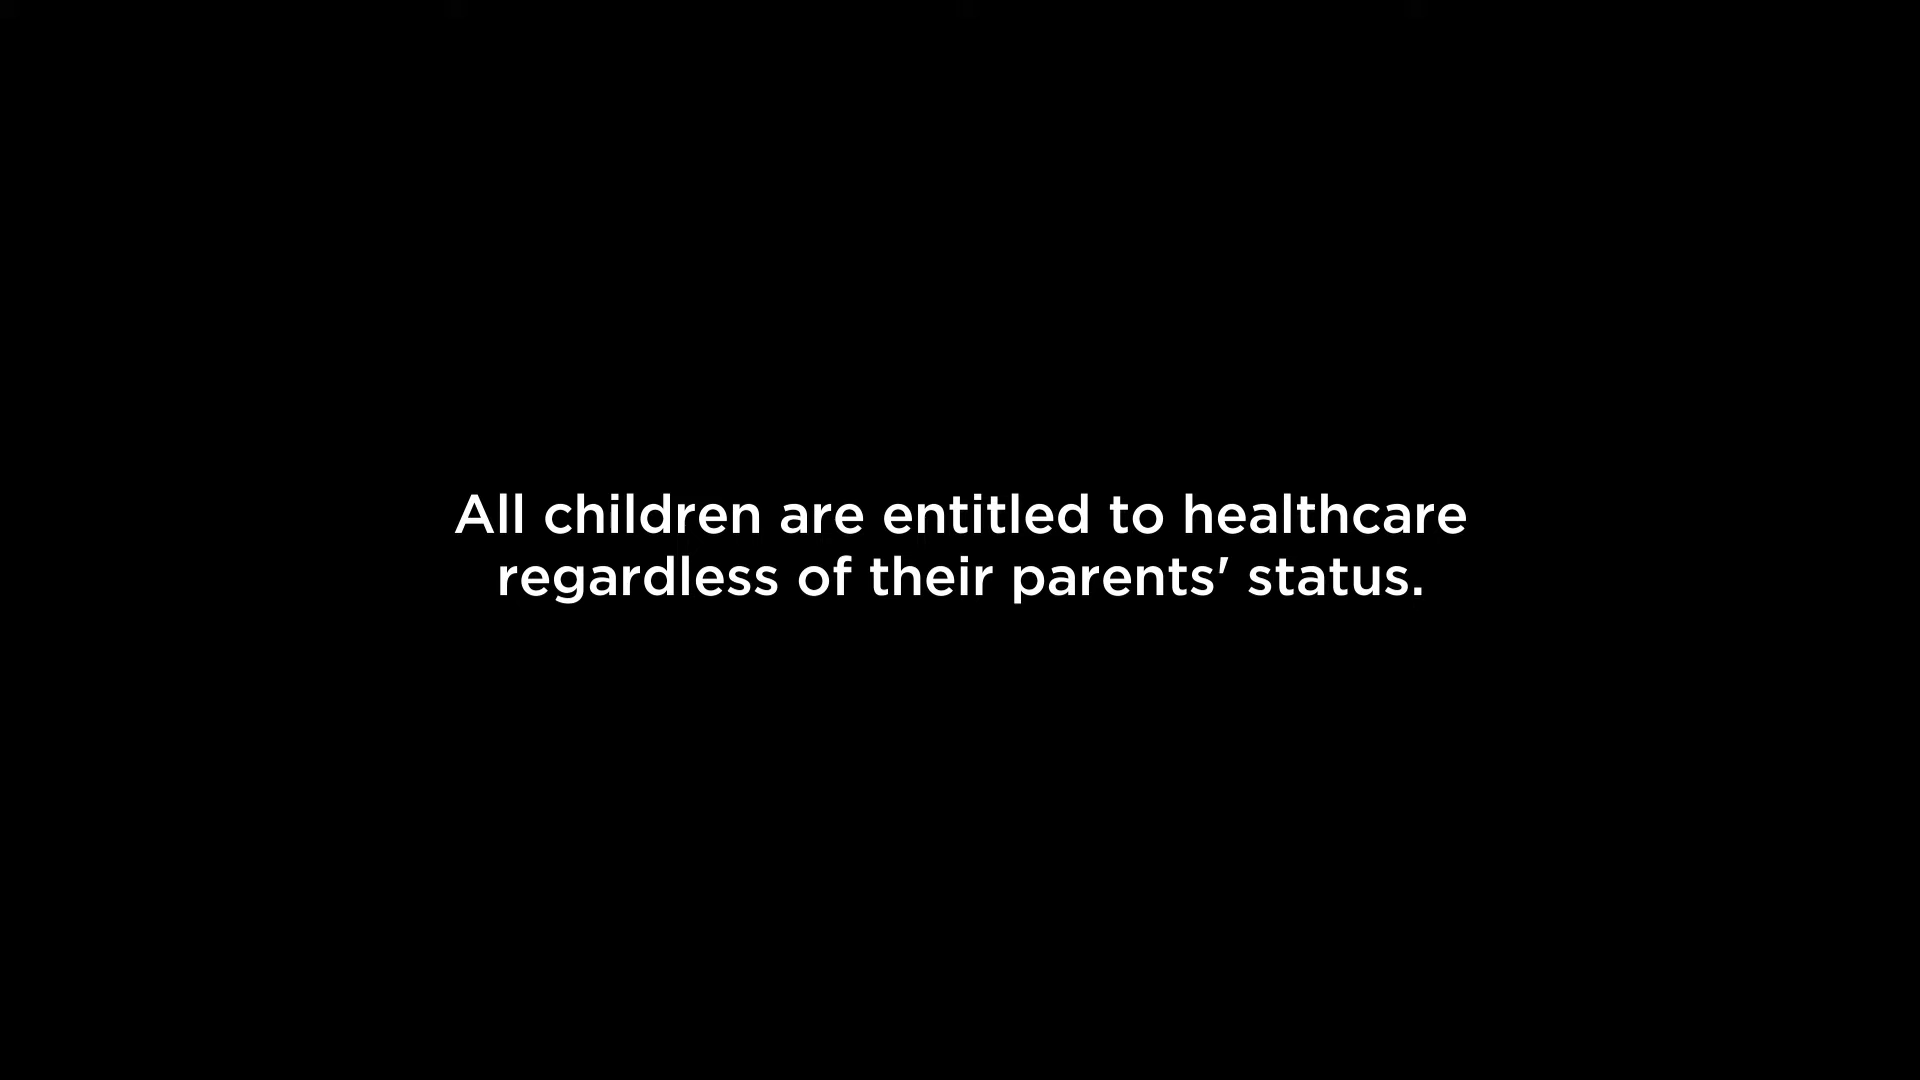 All children are entitled to healthcare
regardless of their parents' status.